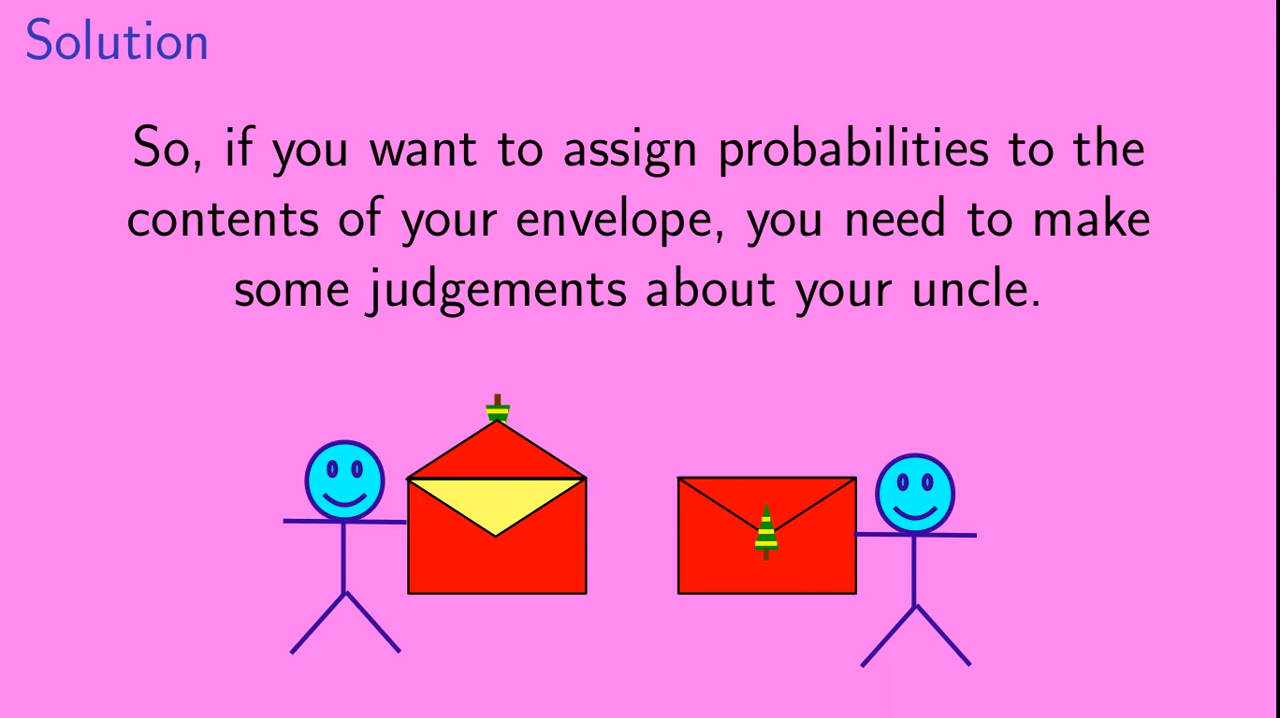 Solution
So, if you want to assign probabilities to the
contents of your envelope, you need to make
some judgements about your uncle.